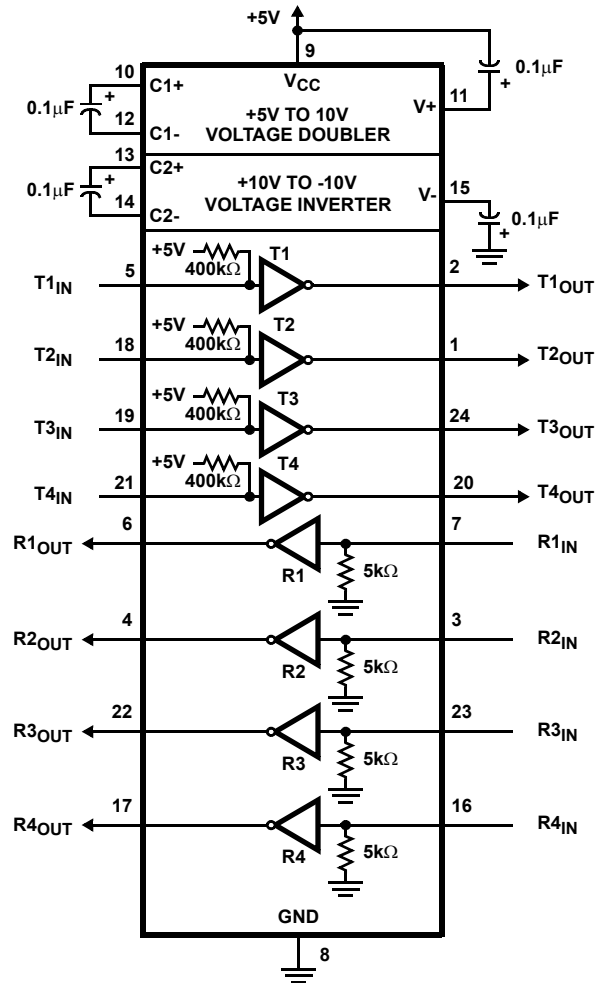 +5V
9
10
C1+
VCC
0.1μF
+
0.1μF
+
V+
11
+5V TO 10V
VOLTAGE DOUBLER
12
C1-
13
C2+
0.1μF
+
+10V TO -10V
VOLTAGE INVERTER
V-
15
14
C2-
0.1μF
+
+5V
400kΩ
T1
T1IN
5
2
T1OUT
+5V
400kΩ
T2
T2IN
18
1
T2OUT
+5V
400kΩ
T3
T3IN
19
24
T3OUT
+5V
400kΩ
T4
T4IN
21
20
T4OUT
R1OUT
6
7
R1IN
R1
5kΩ
R2OUT
4
3
R2IN
R2
5kΩ
R3OUT
22
23
R3IN
R3
5kΩ
R4OUT
17
16
R4IN
R4
5kΩ
GND
8